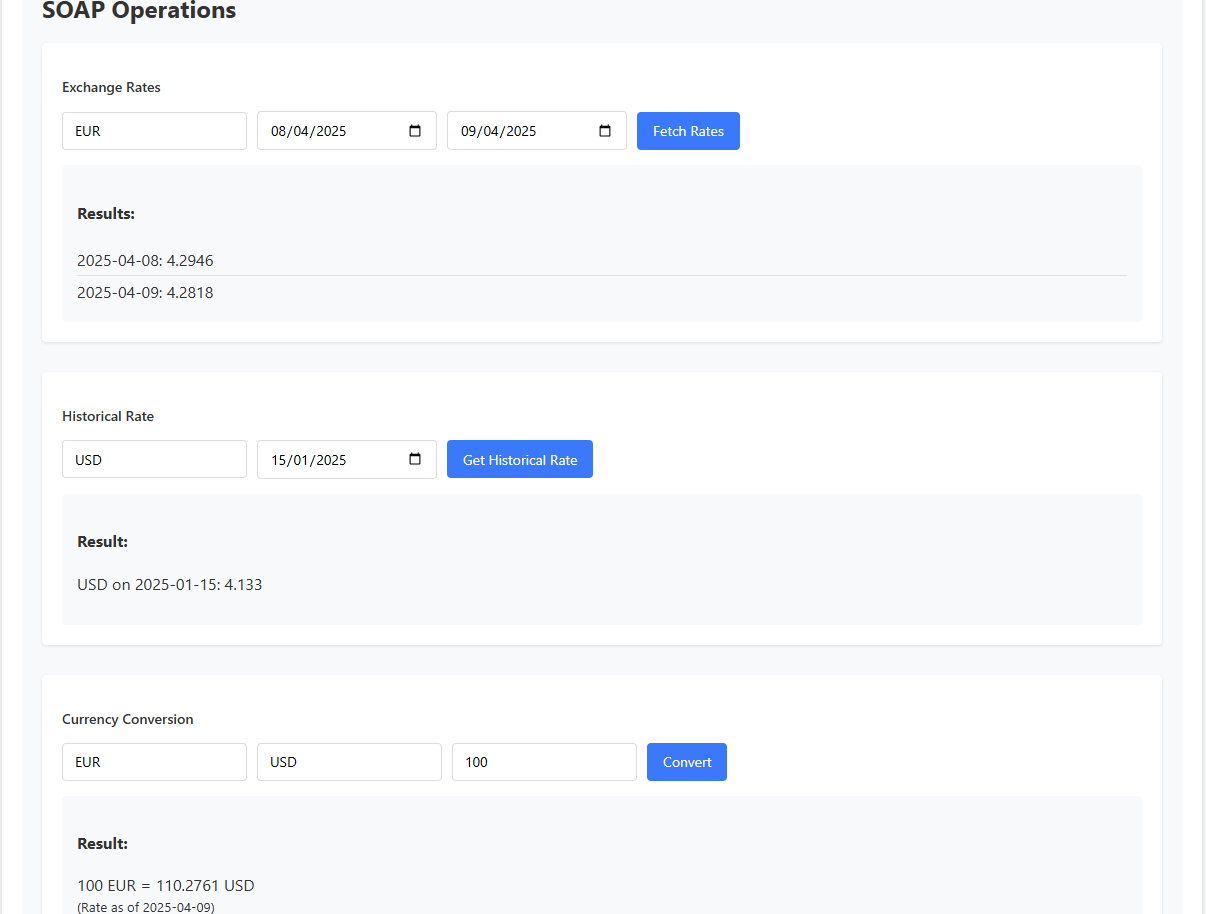 SOAP Operations
Exchange Rates
EUR 08/04/2025 09/04/2025 Fetch Rates
Results:
2025-04-08: 4.2946
2025-04-09: 4.2818
Historical Rate
USD 15/01/2025 Get Historical Rate
Result:
USD on 2025-01-15: 4.133
Currency Conversion
EUR USD 100 Convert
Result:
100 EUR = 110.2761 USD
(Rate as of 2025-04-09)